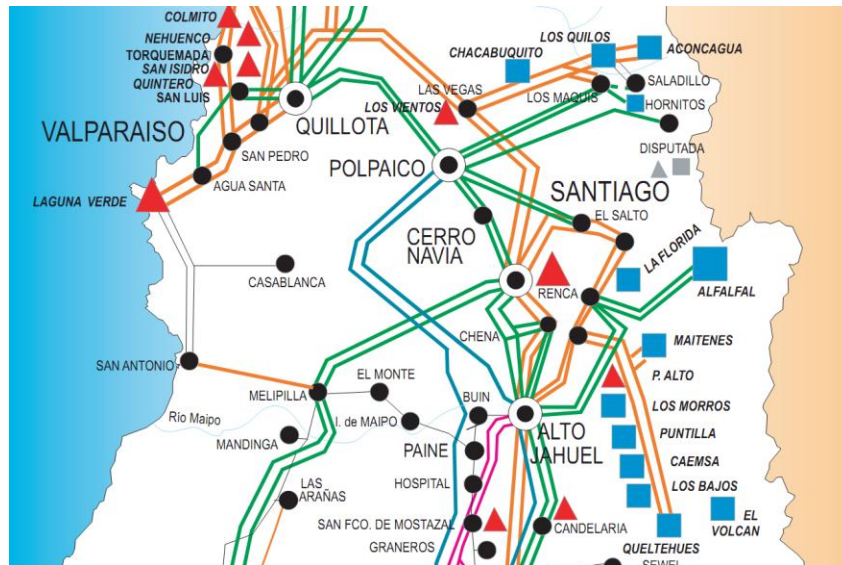 COLMITO
NEHUENCO
TORQUEMADA
SAN ISIDRO
QUINTERO
SAN LUIS
VALPARAISO
QUILLOTA
SAN PEDRO
AGUA SANTA
LAGUNA VERDE
CASABLANCA
SAN ANTONIO
LOS QUILOS
CHACABUQUITO
ACONCAGUA
LAS VEGAS
LOS MAQUIS
SALADILLO
HORNITOS
LOS VIENTOS
DISPUTADA
POLPAICO
SANTIAGO
EL SALTO
CERRO
NAVIA
LA FLORIDA
RENCA
ALFALFAL
CHENA
MAITENES
P. ALTO
MELIPILLA
EL MONTE
BUIN
Río Maipo
I. de MAIPO
ALTO
JAHUEL
LOS MORROS
MANDINGA
PAINE
PUNTILLA
CAEMSA
LAS
ARAÑAS
HOSPITAL
LOS BAJOS
SAN FCO. DE MOSTAZAL
CANDELARIA
EL
VOLCAN
GRANEROS
QUELTEHUES
SEWEL